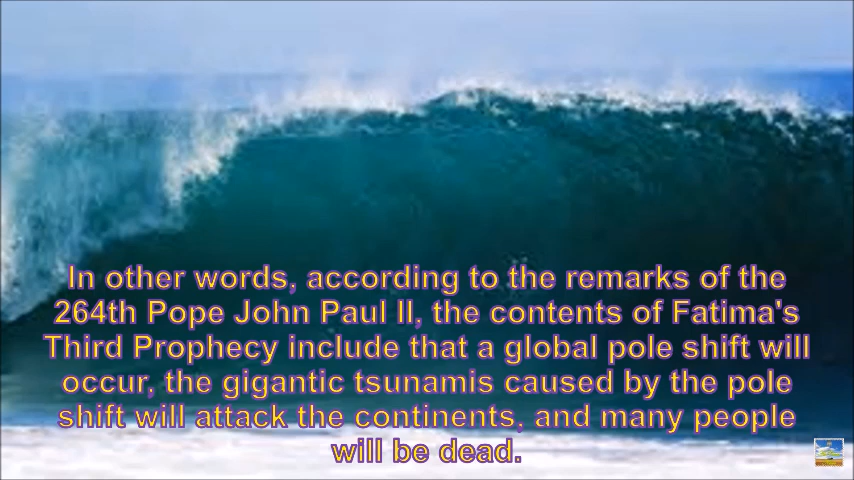 In other words, according to the remarks of the
264th Pope John Paul II, the contents of Fatima's
Third Prophecy include that a global pole shift will
occur, the gigantic tsunamis caused by the pole
shift will attack the continents, and many people
will be dead.